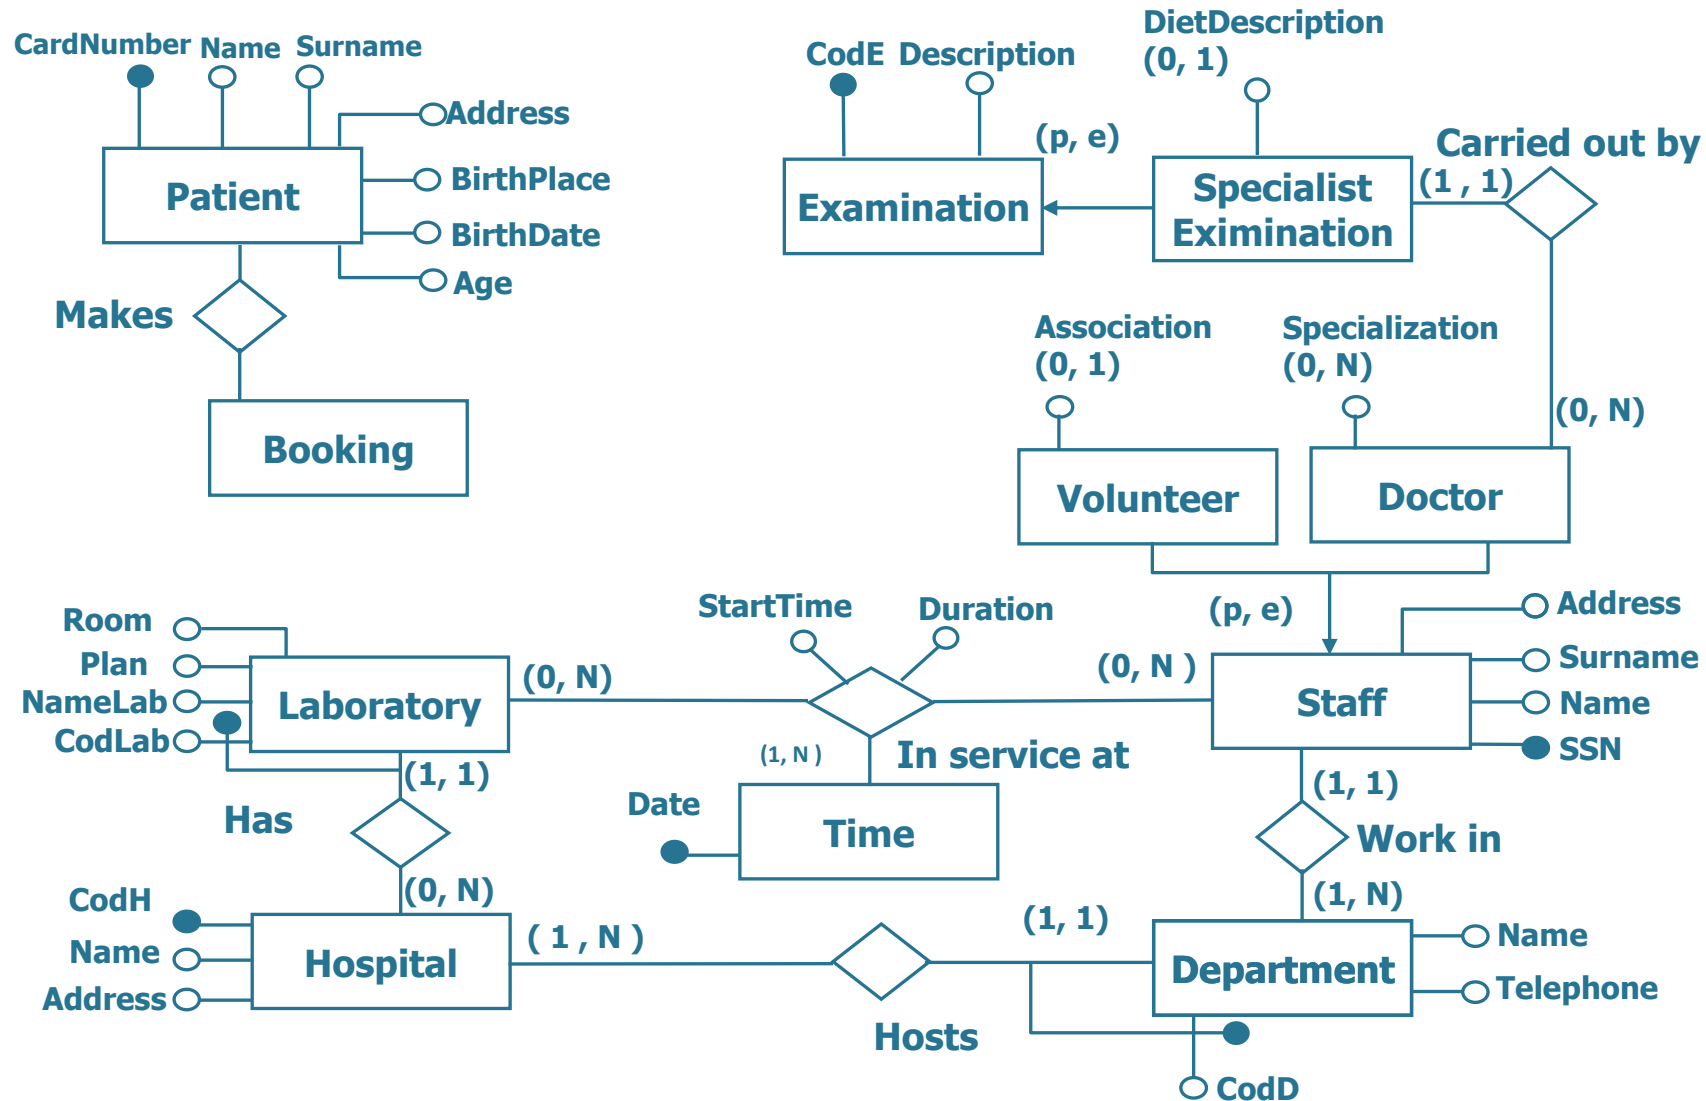 CardNumber
Name
Surname
Address
BirthPlace
BirthDate
Age
Patient
Makes
Booking
CodE
Description
DietDescription
(0, 1)
(p, e)
Examination
Specialist
Eximination
Carried out by
(1 , 1)
(0, N)
Association
(0, 1)
Specialization
(0, N)
Volunteer
Doctor
(p, e)
Room
Plan
NameLab
CodLab
Laboratory
(0, N)
StartTime
Duration
(0, N )
In service at
(1, N )
Date
Time
Staff
Address
Surname
Name
SSN
(1, 1)
Has
(0, N)
(1, 1)
Work in
(1, N)
CodH
Name
Address
Hospital
( 1 , N )
Hosts
(1, 1)
Department
Name
Telephone
CodD